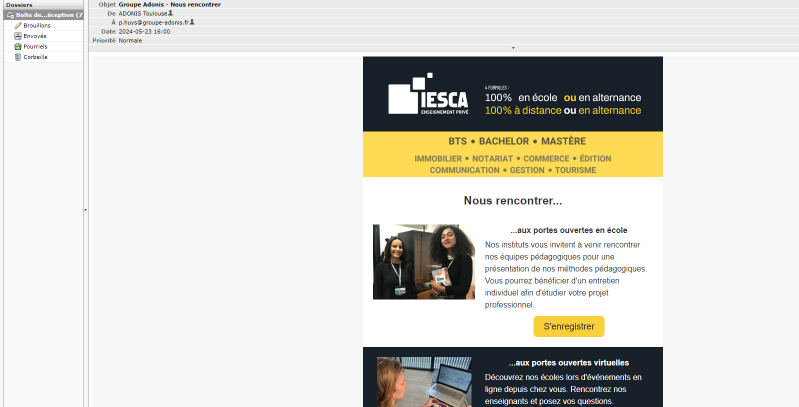 Dossiers
Boîte de...éception (7
Brouillons
Envoyés
Pourriels
Corbeille
Objet Groupe Adonis - Nous rencontrer
De ADONIS Toulouse
À p.huys@groupe-adonis.fr
Date 2024-05-23 16:00
Priorité Normale
IESCA
ENSEIGNEMENT PRIVÉ
4 FORMULES :
100% en école ou en alternance
100% à distance ou en alternance
BTS • BACHELOR • MASTÈRE
IMMOBILIER • NOTARIAT • COMMERCE • ÉDITION
COMMUNICATION • GESTION • TOURISME
Nous rencontrer...
...aux portes ouvertes en école
Nos instituts vous invitent à venir rencontrer
nos équipes pédagogiques pour une
présentation de nos méthodes pédagogiques.
Vous pourrez bénéficier d'un entretien
individuel afin d'étudier votre projet
professionnel.
S'enregistrer
...aux portes ouvertes virtuelles
Découvrez nos écoles lors d'événements en
ligne depuis chez vous. Rencontrez nos
enseignants et posez vos questions.